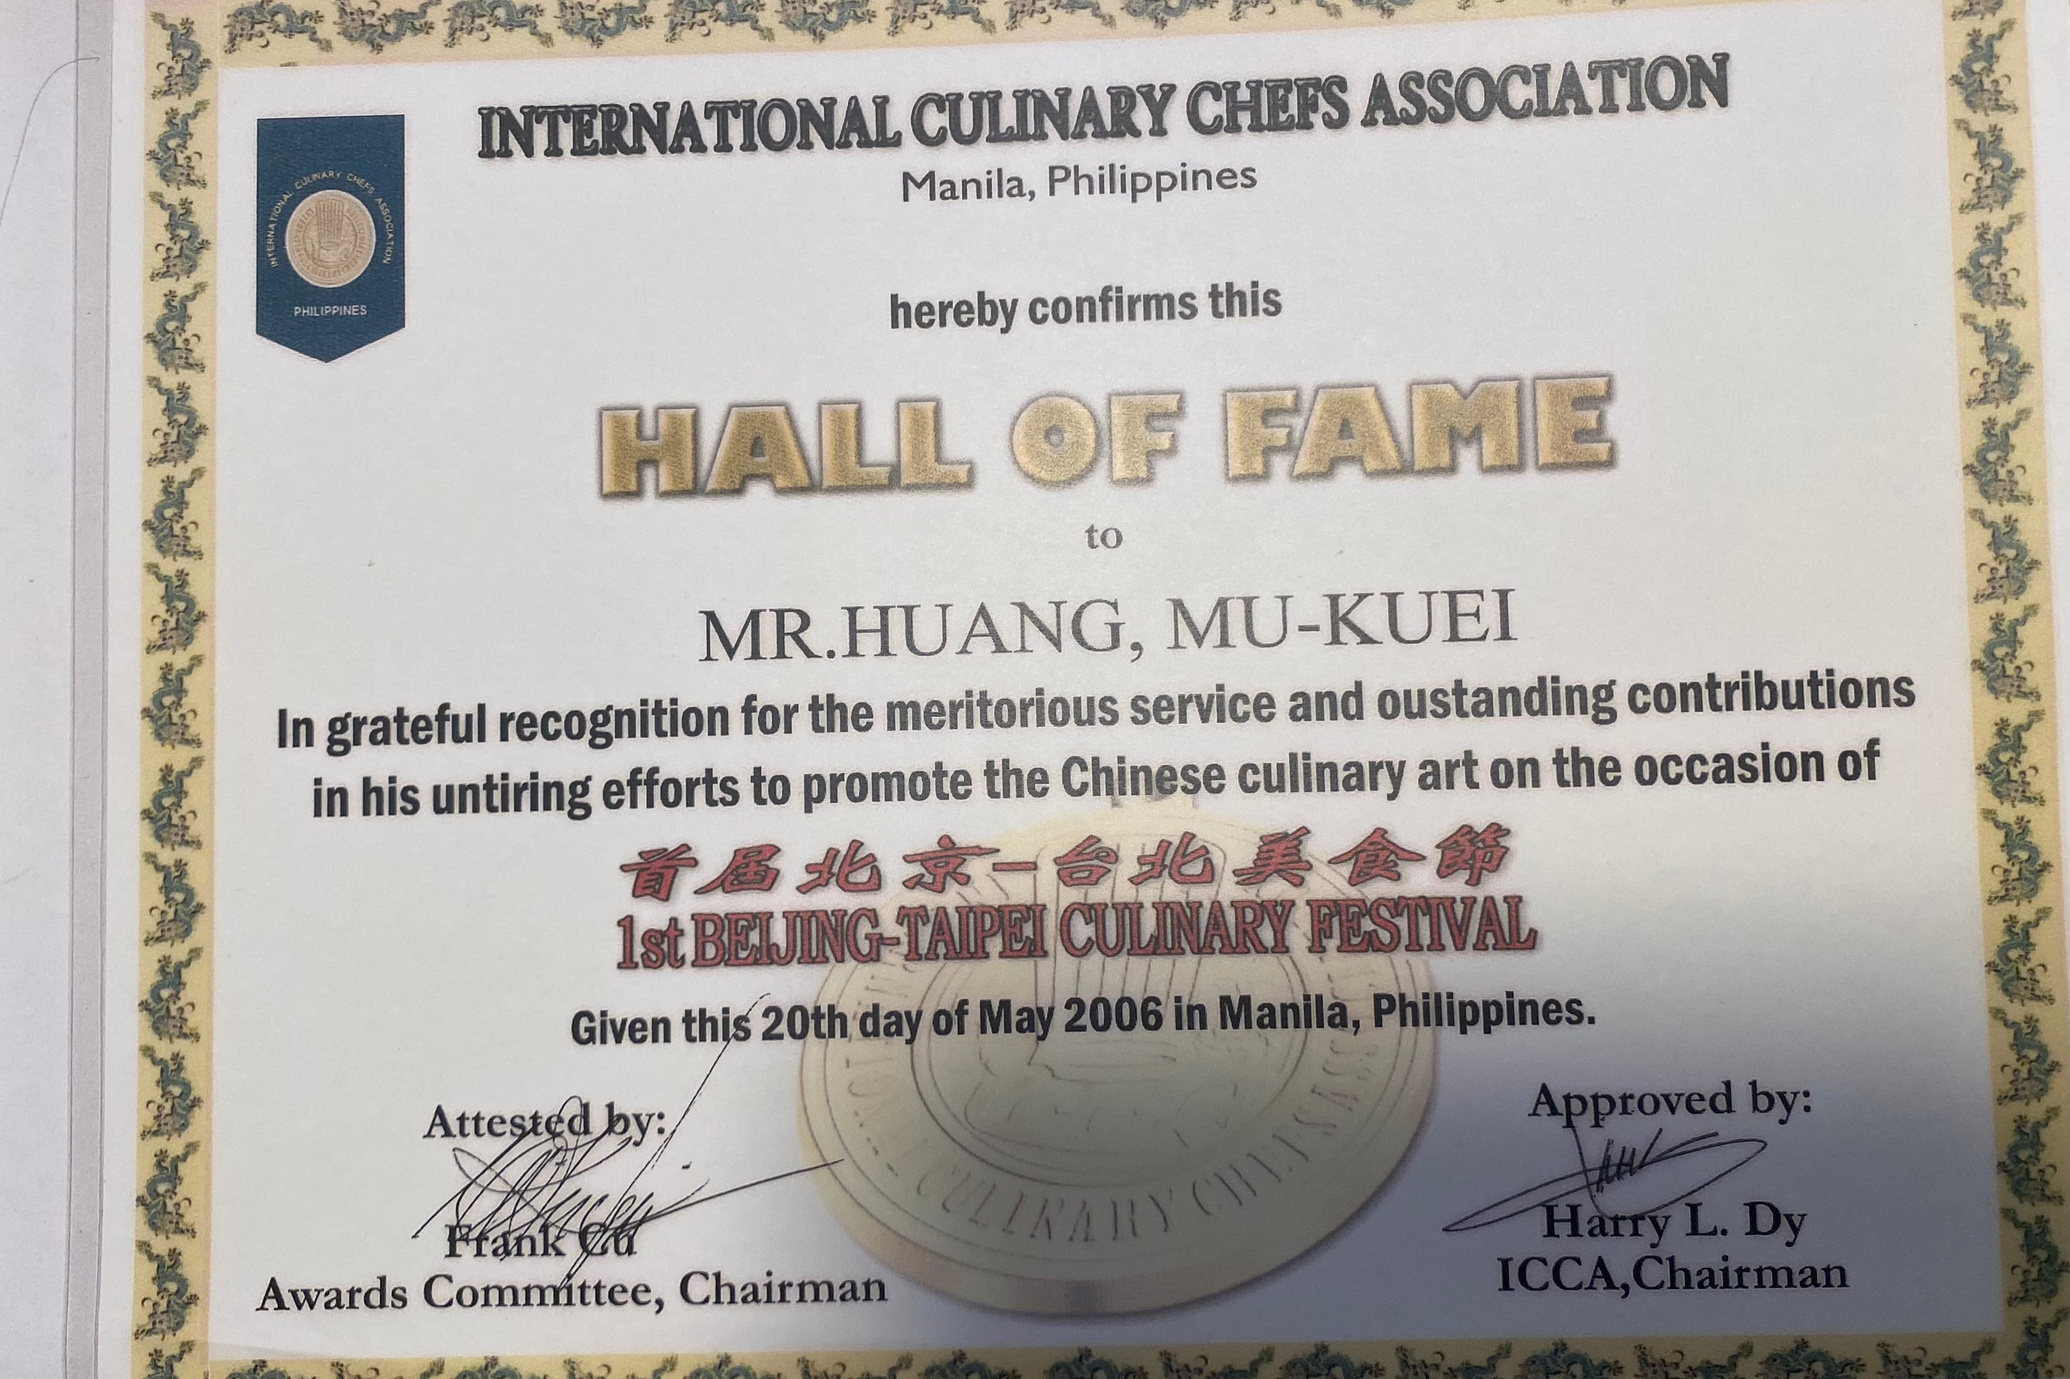 INTERNATIONAL CULINARY CHEFS ASSOCIATION
Manila, Philippines
INTERNATIONAL CULINARY CHEFS ASSOCIATION
PHILIPPINES
hereby confirms this
HALL OF FAME
to
MR.HUANG, MU-KUEI
In grateful recognition for the meritorious service and oustanding contributions
in his untiring efforts to promote the Chinese culinary art on the occasion of
首届北京-台北美食節
1st BEIJING-TAIPEI CULINARY FESTIVAL
Given this 20th day of May 2006 in Manila, Philippines.
Attested by:
Frank Cu
Awards Committee, Chairman
Approved by:
Harry L. Dy
ICCA,Chairman
CULINARY CHEFS ASS